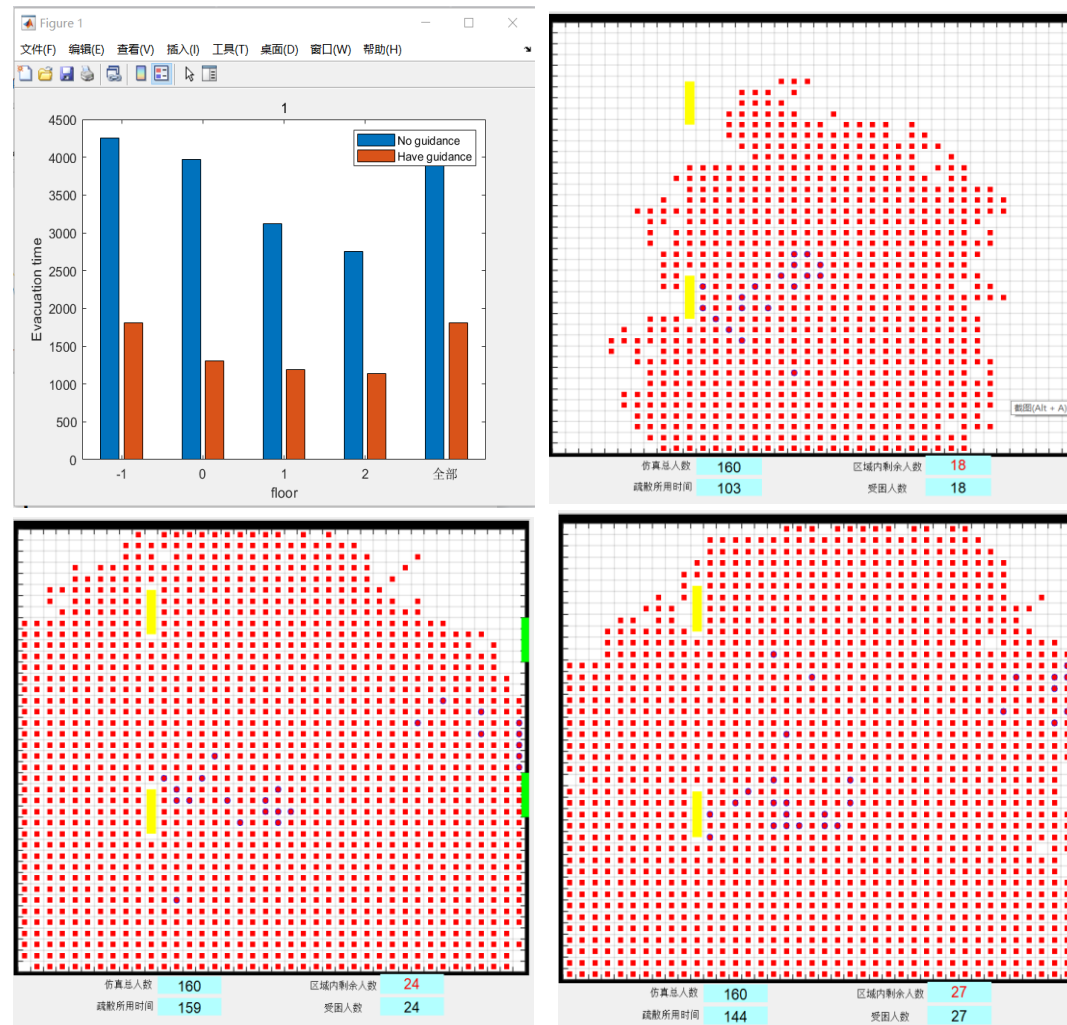 Figure 1
文件(F) 编辑(E) 查看(V) 插入(I) 工具(T) 桌面(D) 窗口(W) 帮助(H)
1
4500
4000
3500
3000
2500
2000
1500
1000
500
0
Evacuation time
No guidance
Have guidance
-1 0 1 2 全部
floor
截图(Alt + A)
仿真总人数 160 区域内剩余人数 18
疏散所用时间 103 受困人数 18
仿真总人数 160 区域内剩余人数 24
疏散所用时间 159 受困人数 24
仿真总人数 160 区域内剩余人数 27
疏散所用时间 144 受困人数 27